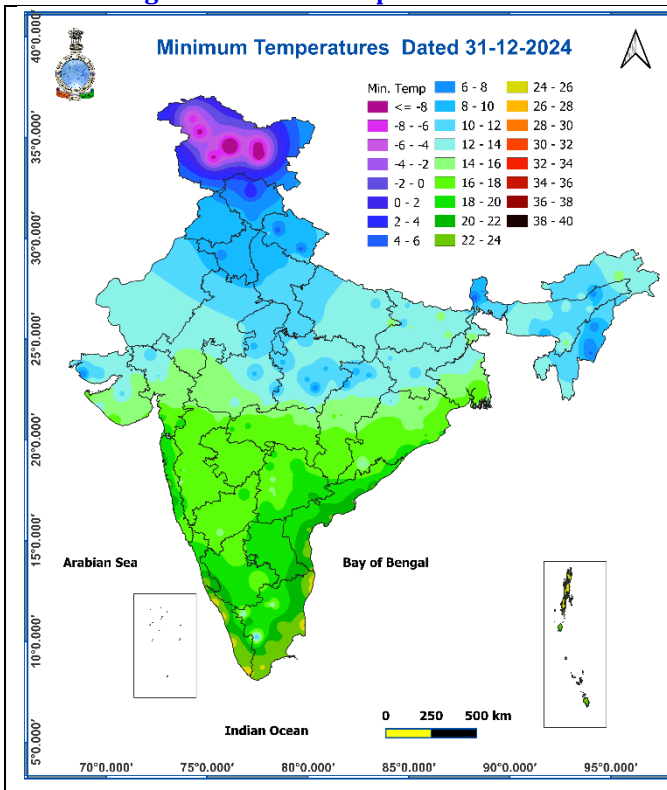 Minimum Temperatures Dated 31-12-2024
Min. Temp
<= -8
-8 - -6
-6 - -4
-4 - -2
-2 - 0
0 - 2
2 - 4
4 - 6
6 - 8
8 - 10
10 - 12
12 - 14
14 - 16
16 - 18
18 - 20
20 - 22
22 - 24
24 - 26
26 - 28
28 - 30
30 - 32
32 - 34
34 - 36
36 - 38
38 - 40
40°0.000'
35°0.000'
30°0.000'
25°0.000'
20°0.000'
15°0.000'
10°0.000'
5°0.000'
Arabian Sea
Bay of Bengal
Indian Ocean
0 250 500 km
70°0.000' 75°0.000' 80°0.000' 85°0.000' 90°0.000' 95°0.000'